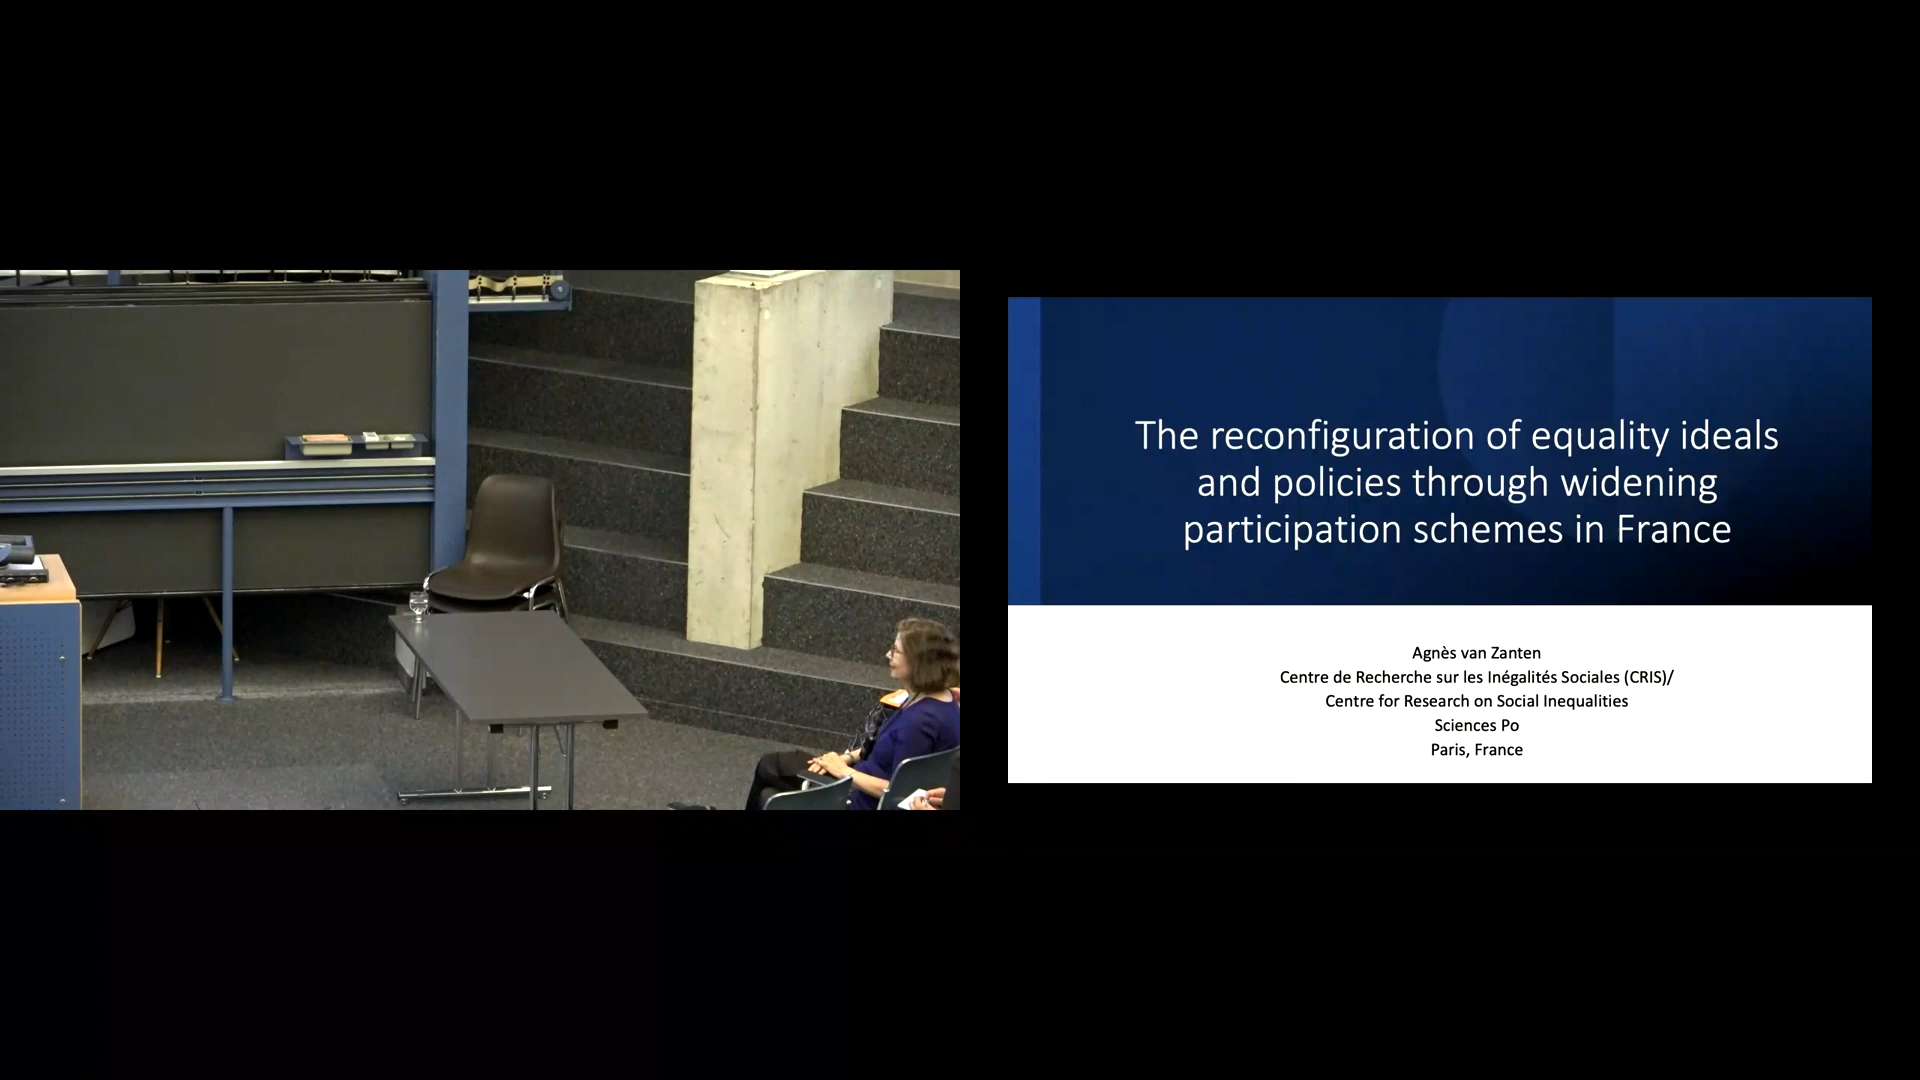 The reconfiguration of equality ideals
and policies through widening
participation schemes in France
Agnès van Zanten
Centre de Recherche sur les Inégalités Sociales (CRIS)/
Centre for Research on Social Inequalities
Sciences Po
Paris, France